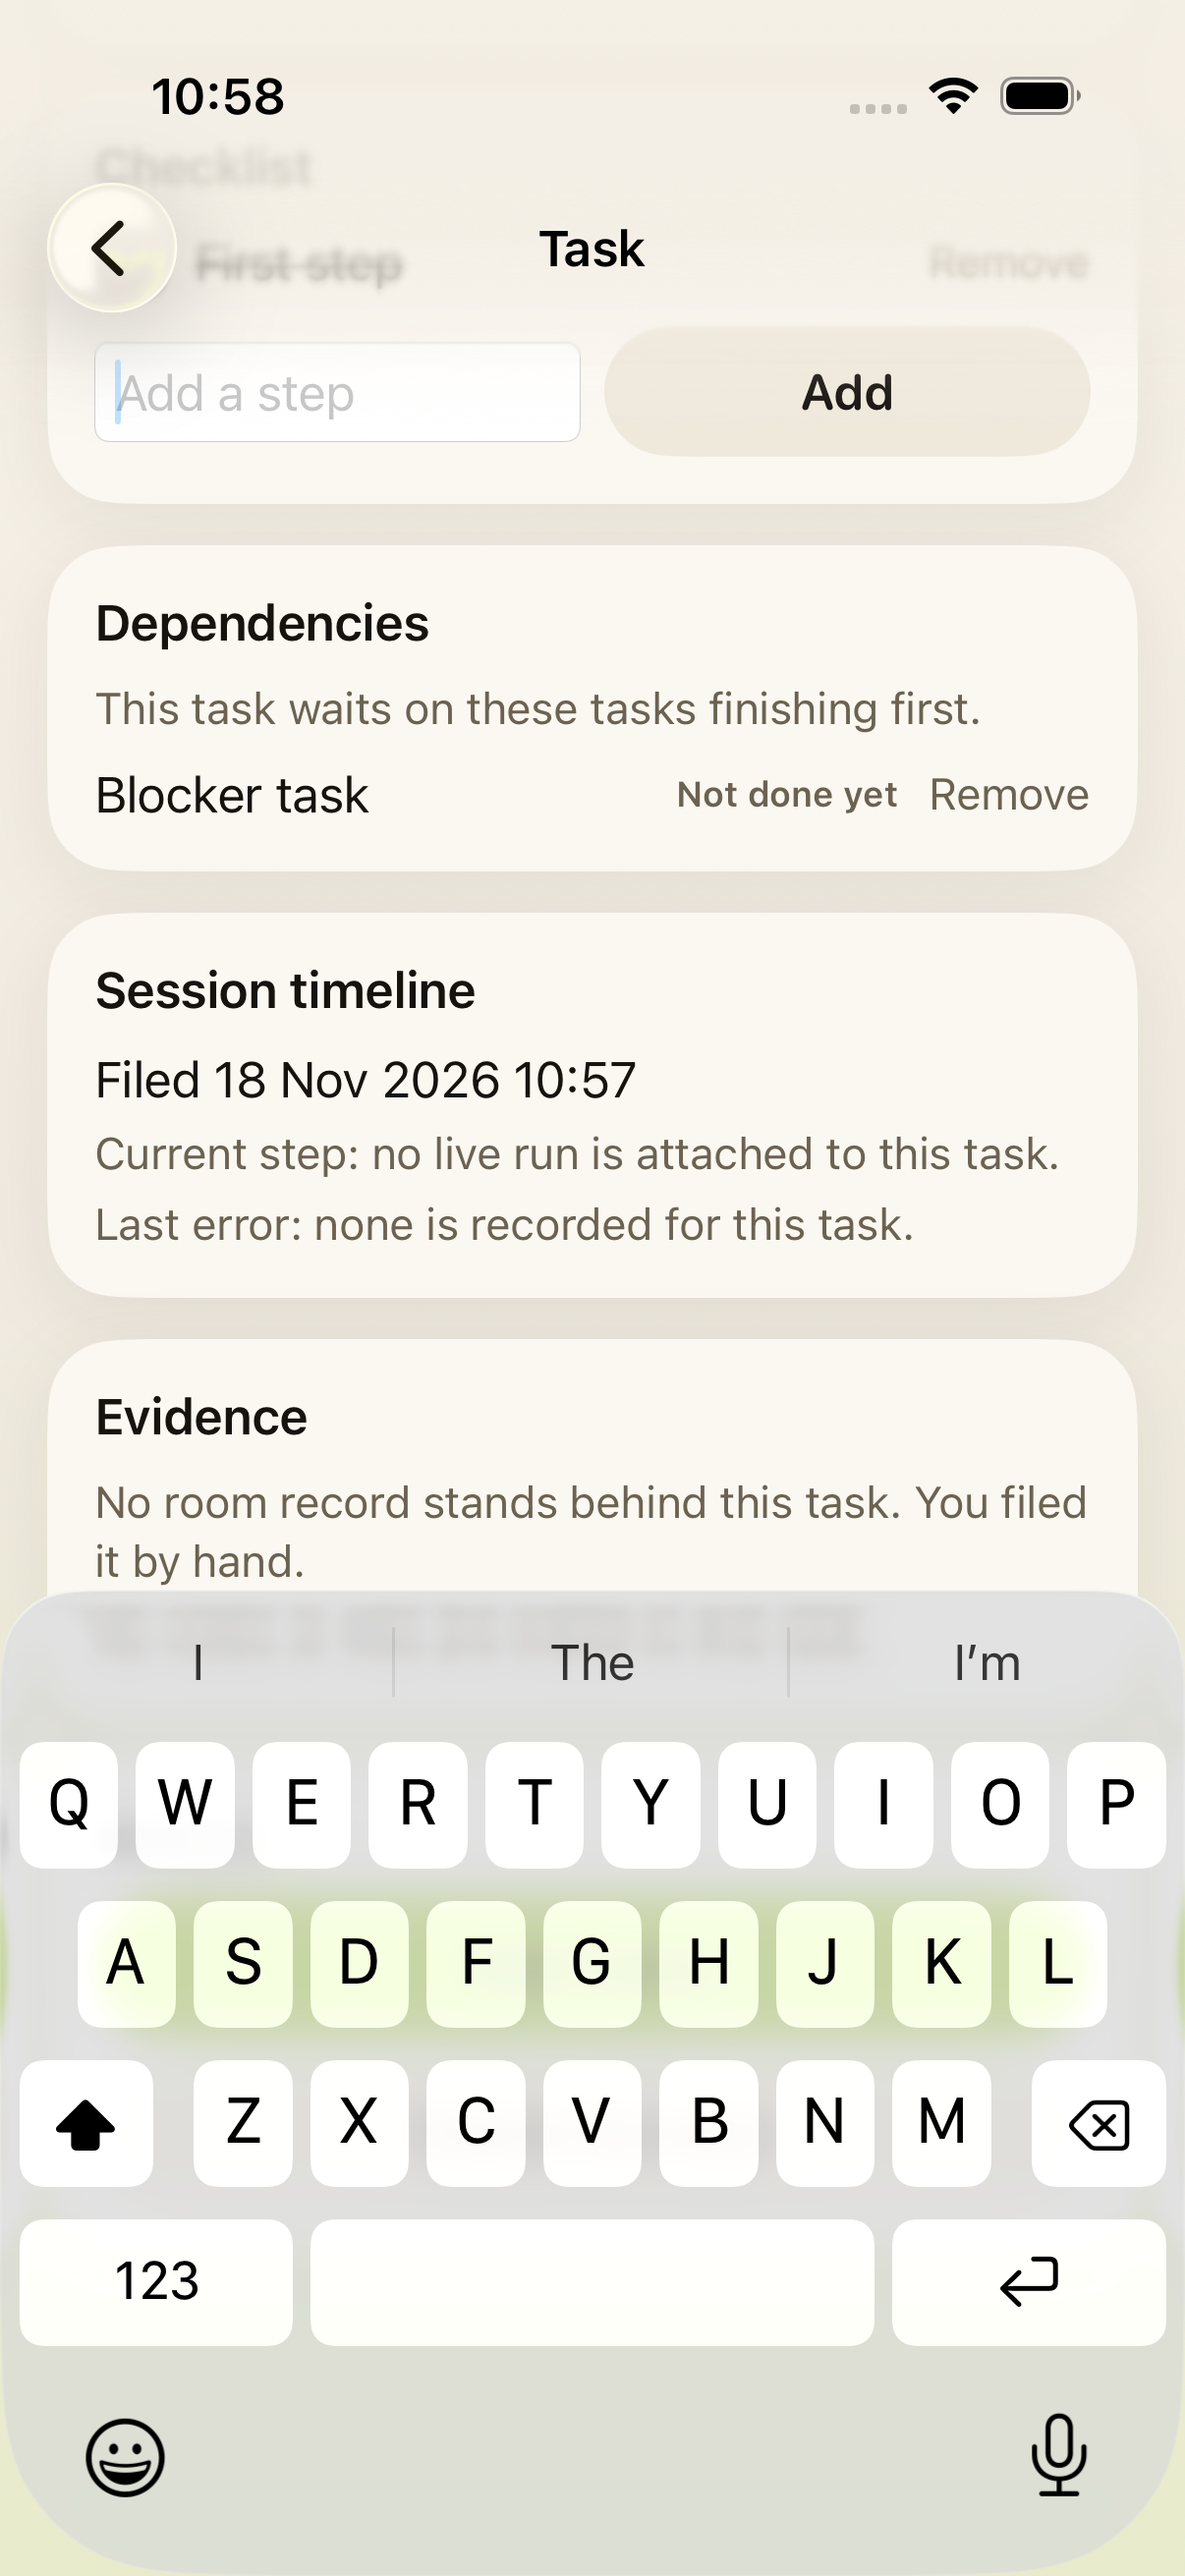 10:58
Checklist
Task
First step
Remove
Add a step
Add
Dependencies
This task waits on these tasks finishing first.
Blocker task
Not done yet
Remove
Session timeline
Filed 18 Nov 2026 10:57
Current step: no live run is attached to this task.
Last error: none is recorded for this task.
Evidence
No room record stands behind this task. You filed
it by hand.
I
The
I’m
Q W E R T Y U I O P
A S D F G H J K L
Z X C V B N M
123